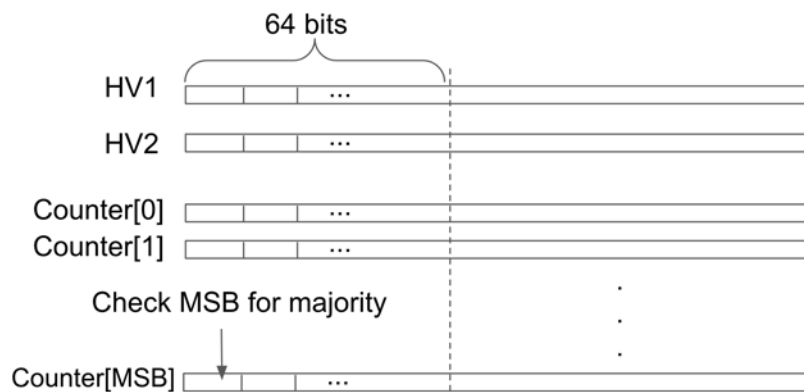 64 bits
HV1
...
HV2
...
Counter[0]
...
Counter[1]
...
Check MSB for majority
.
.
.
Counter[MSB]
...